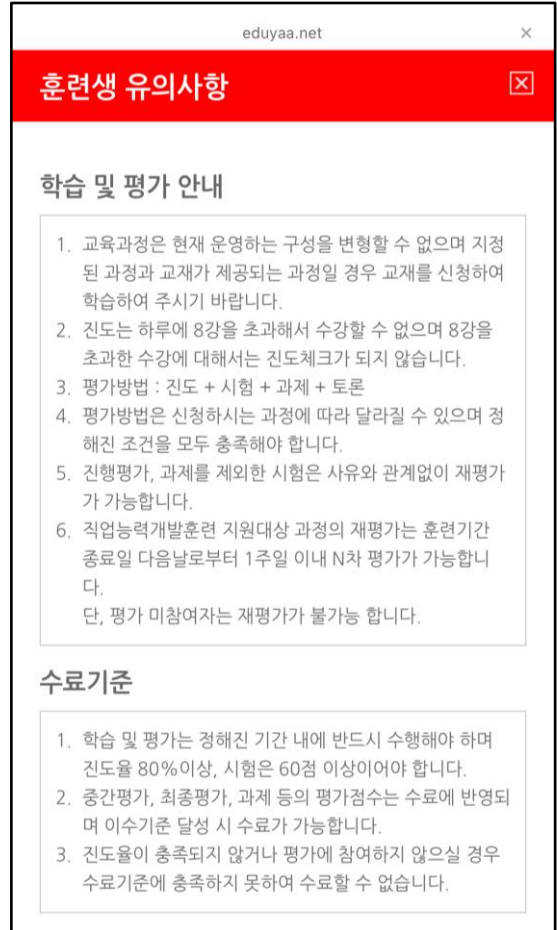 eduyaa.net ×
훈련생 유의사항
학습 및 평가 안내
1. 교육과정은 현재 운영하는 구성을 변형할 수 없으며 지정
된 과정과 교재가 제공되는 과정일 경우 교재를 신청하여
학습하여 주시기 바랍니다.
2. 진도는 하루에 8강을 초과해서 수강할 수 없으며 8강을
초과한 수강에 대해서는 진도체크가 되지 않습니다.
3. 평가방법 : 진도 + 시험 + 과제 + 토론
4. 평가방법은 신청하시는 과정에 따라 달라질 수 있으며 정
해진 조건을 모두 충족해야 합니다.
5. 진행평가, 과제를 제외한 시험은 사유와 관계없이 재평가
가 가능합니다.
6. 직업능력개발훈련 지원대상 과정의 재평가는 훈련기간
종료일 다음날로부터 1주일 이내 N차 평가가 가능합니
다.
단, 평가 미참여자는 재평가가 불가능 합니다.
수료기준
1. 학습 및 평가는 정해진 기간 내에 반드시 수행해야 하며
진도율 80%이상, 시험은 60점 이상이어야 합니다.
2. 중간평가, 최종평가, 과제 등의 평가점수는 수료에 반영되
며 이수기준 달성 시 수료가 가능합니다.
3. 진도율이 충족되지 않거나 평가에 참여하지 않으실 경우
수료기준에 충족하지 못하여 수료할 수 없습니다.